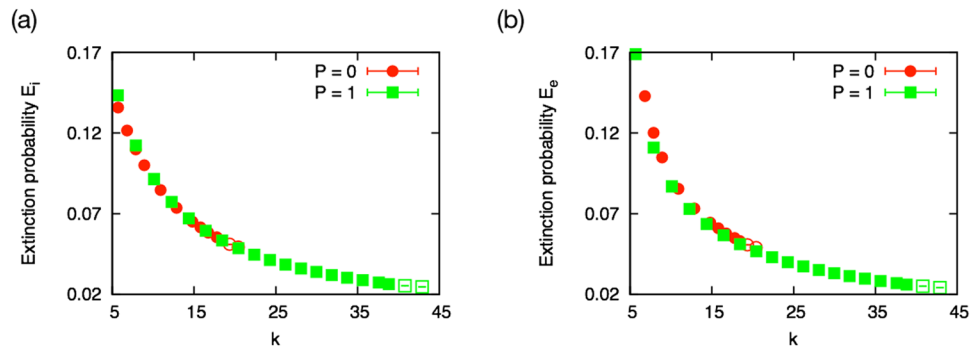 (a)
(b)
Extinction probability Ei
0.17
0.12
0.07
0.02
5
15
25
35
45
k
P = 0
P = 1
Extinction probability Ee
0.17
0.12
0.07
0.02
5
15
25
35
45
k
P = 0
P = 1